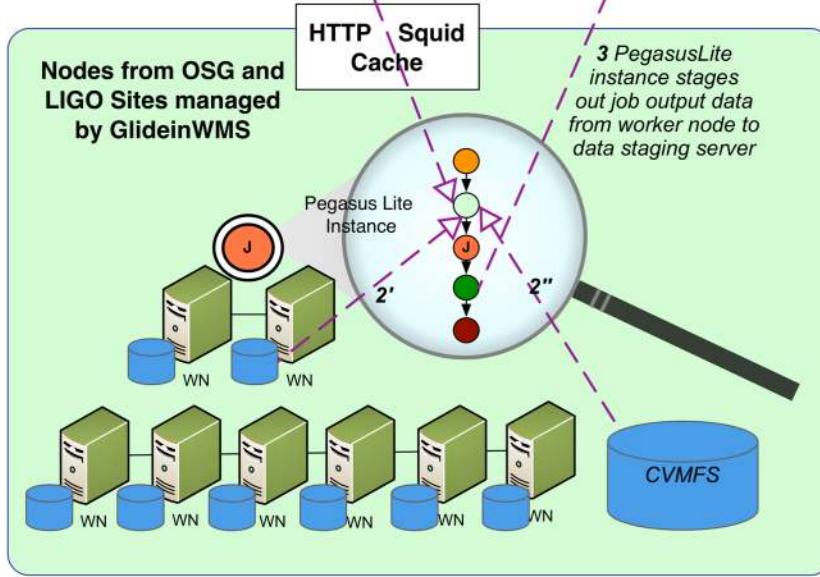 HTTP Squid
Cache
Nodes from OSG and
LIGO Sites managed
by GlideinWMS
3 PegasusLite
instance stages
out job output data
from worker node to
data staging server
Pegasus Lite
Instance
J
J
2'
2"
WN
WN
CVMFS
WN
WN
WN
WN
WN
WN